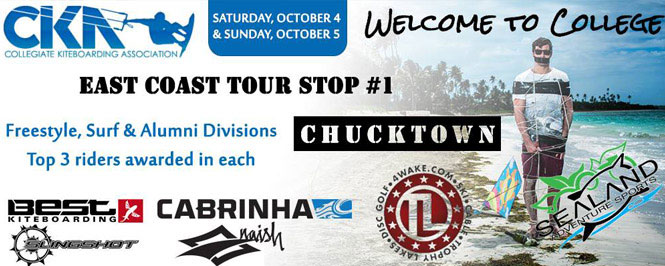 CKA
COLLEGIATE KITEBOARDING ASSOCIATION
SATURDAY, OCTOBER 4
& SUNDAY, OCTOBER 5
WELCOME TO COLLEGE
EAST COAST TOUR STOP #1
Freestyle, Surf & Alumni Divisions
Top 3 riders awarded in each
CHUCKTOWN
BEST
KITEBOARDING
SLINGSHOT
CABRINHA
naish
4WAKE.COM
TROPHY LAKES
DISC GOLF
L
SEALAND
ADVENTURE SPORTS